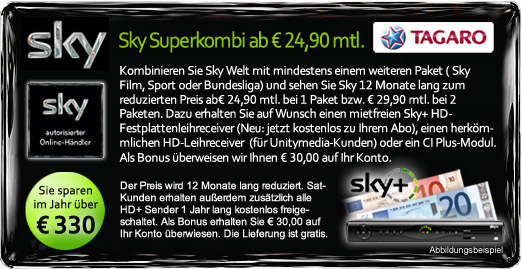 sky
Sky Superkombi ab € 24,90 mtl.
TAGARO
Kombinieren Sie Sky Welt mit mindestens einem weiteren Paket ( Sky
Film, Sport oder Bundesliga) und sehen Sie Sky 12 Monate lang zum
reduzierten Preis ab€ 24,90 mtl. bei 1 Paket bzw. € 29,90 mtl. bei 2
Paketen. Dazu erhalten Sie auf Wunsch einen mietfreien Sky+ HD-
Festplattenleihreceiver (Neu: jetzt kostenlos zu Ihrem Abo), einen herköm-
mlichen HD-Leihreceiver  (für Unitymedia-Kunden) oder ein CI Plus-Modul.
Als Bonus überweisen wir Ihnen € 30,00 auf Ihr Konto.
sky
autorisierter
Online-Händler
Sie sparen
im Jahr über
€ 330
Der Preis wird 12 Monate lang reduziert. Sat-
Kunden erhalten außerdem zusätzlich alle
HD+ Sender 1 Jahr lang kostenlos freige-
schaltet. Als Bonus erhalten Sie € 30,00 auf
Ihr Konto überwiesen. Die Lieferung ist gratis.
sky+
10
20
Abbildungsbeispiel